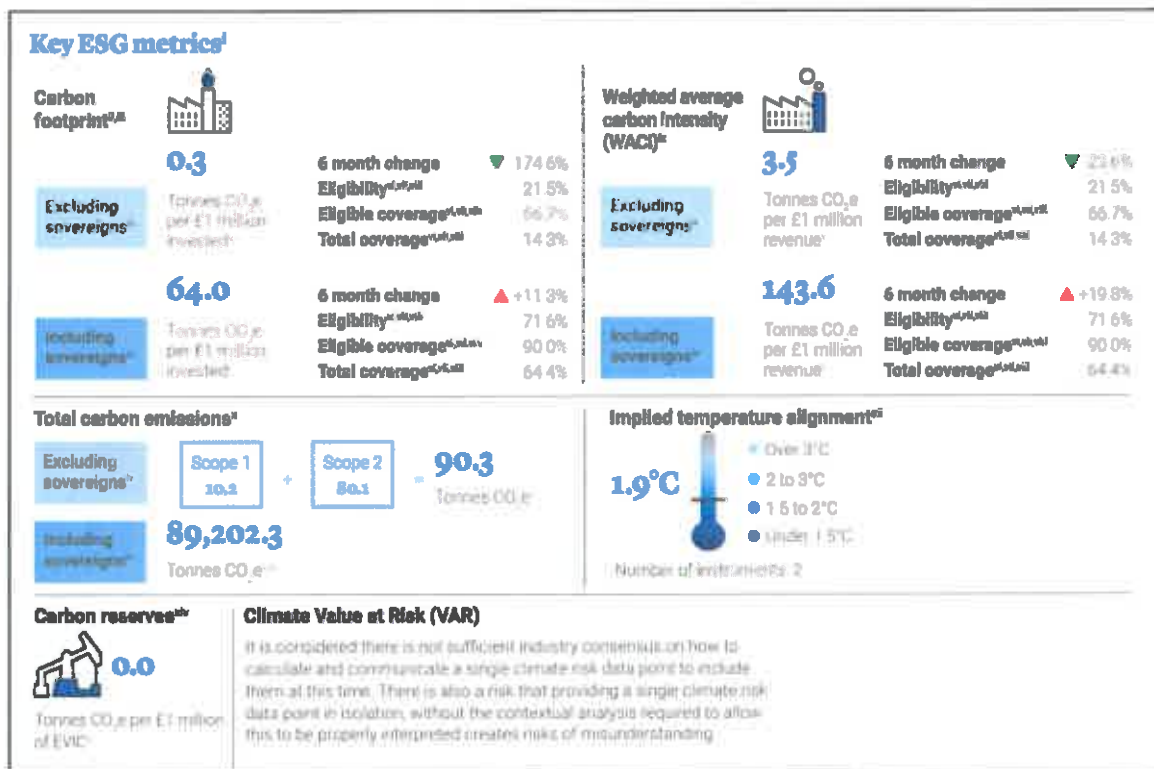 Key ESG metrics
Carbon
footprint
0.3
Tonnes CO₂e
per £1 million
invested
Excluding
sovereigns
6 month change ▼ 174 6%
Eligibility 21 5%
Eligible coverage 66.7%
Total coverage 14 3%
64.0
Tonnes CO₂e
per £1 million
invested
Including
sovereigns
6 month change ▲ +11 3%
Eligibility 71 6%
Eligible coverage 90 0%
Total coverage 64 4%
Weighted average
carbon intensity
(WACI)
3.5
Tonnes CO₂e
per £1 million
revenue
Excluding
sovereigns
6 month change ▼ 23.6%
Eligibility 21 5%
Eligible coverage 66.7%
Total coverage 14 3%
143.6
Tonnes CO₂e
per £1 million
revenue
Including
sovereigns
6 month change ▲ +19.8%
Eligibility 71 6%
Eligible coverage 90 0%
Total coverage 64.4%
Total carbon emissions
Excluding
sovereigns
Scope 1
10.2
+
Scope 2
80.1
=
90.3
Tonnes CO₂e
Including
sovereigns
89,202.3
Tonnes CO₂e
Implied temperature alignment
1.9°C
Over 3°C
2 to 3°C
1 5 to 2°C
Under 1 5°C
Number of instruments: 2
Carbon reserves
0.0
Tonnes CO₂e per £1 million
of EVIC
Climate Value at Risk (VAR)
It is considered there is not sufficient industry consensus on how to
calculate and communicate a single climate risk data point to include
them at this time. There is also a risk that providing a single climate risk
data point in isolation, without the contextual analysis required to allow
this to be properly interpreted creates risks of misunderstanding